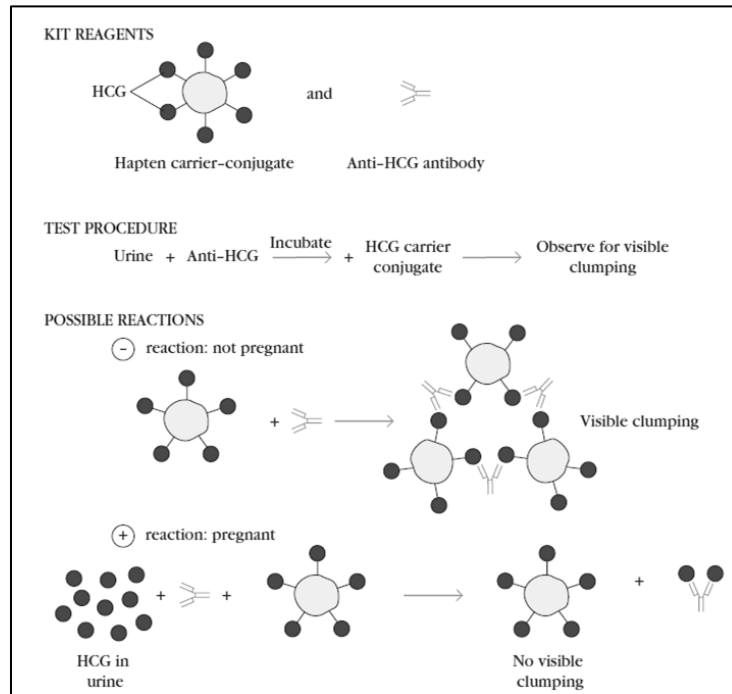 KIT REAGENTS
HCG
and
Hapten carrier-conjugate
Anti-HCG antibody
TEST PROCEDURE
Urine + Anti-HCG Incubate + HCG carrier
conjugate
Observe for visible
clumping
POSSIBLE REACTIONS
− reaction: not pregnant
+
Visible clumping
+ reaction: pregnant
+ + +
HCG in
urine
No visible
clumping